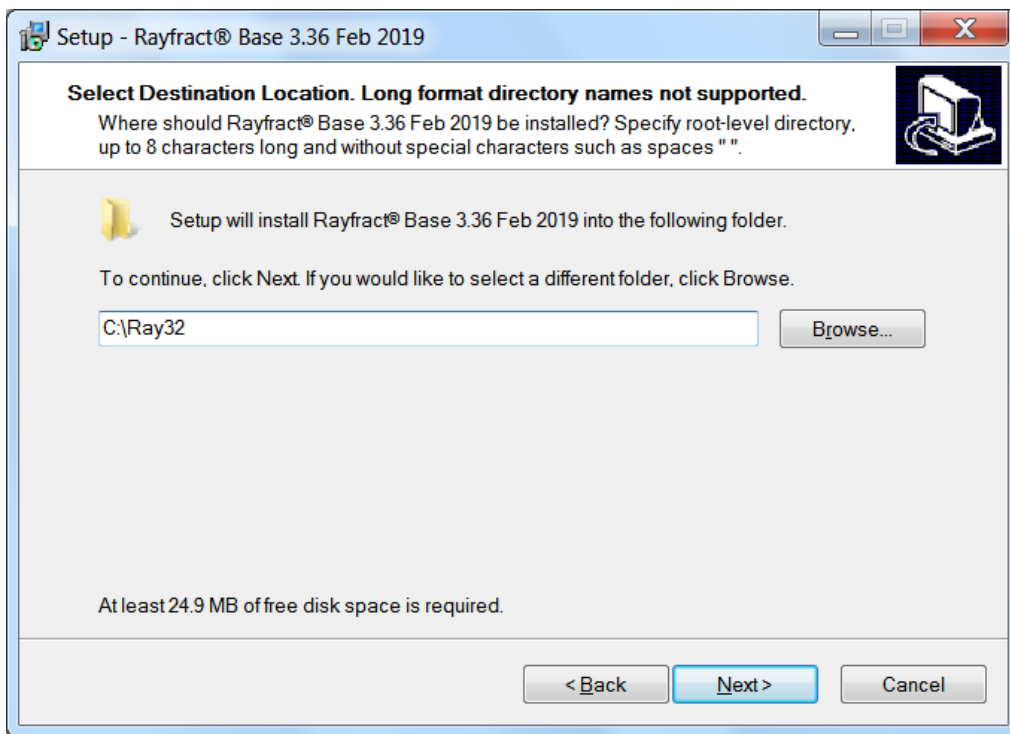 Setup - Rayfract® Base 3.36 Feb 2019
Select Destination Location. Long format directory names not supported.
Where should Rayfract® Base 3.36 Feb 2019 be installed? Specify root-level directory,
up to 8 characters long and without special characters such as spaces " ".
Setup will install Rayfract® Base 3.36 Feb 2019 into the following folder.
To continue, click Next. If you would like to select a different folder, click Browse.
C:\Ray32
Browse...
At least 24.9 MB of free disk space is required.
< Back
Next >
Cancel